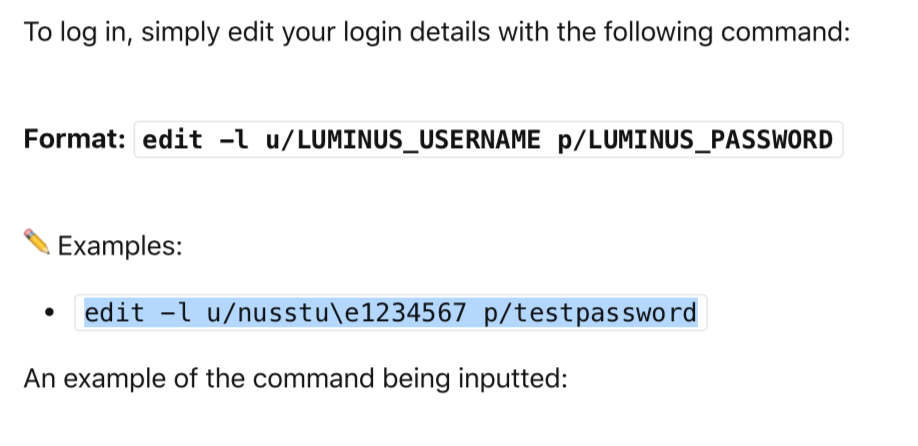 To log in, simply edit your login details with the following command:
Format: edit -l u/LUMINUS_USERNAME p/LUMINUS_PASSWORD
✏️ Examples:
• edit -l u/nusstu\e1234567 p/testpassword
An example of the command being inputted: